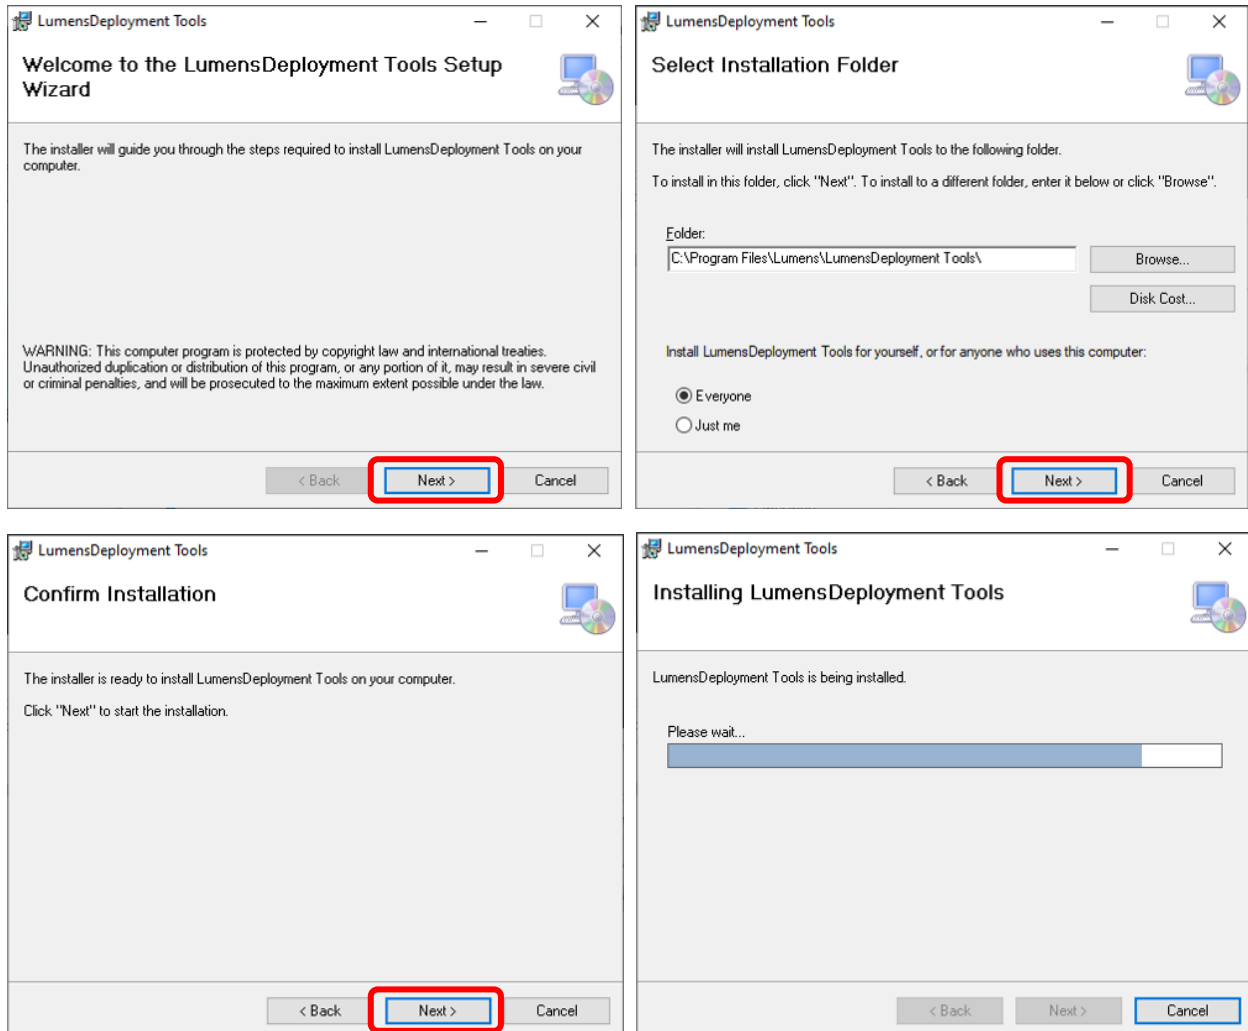 LumensDeployment Tools
Welcome to the LumensDeployment Tools Setup
Wizard
The installer will guide you through the steps required to install LumensDeployment Tools on your
computer.
WARNING: This computer program is protected by copyright law and international treaties.
Unauthorized duplication or distribution of this program, or any portion of it, may result in severe civil
or criminal penalties, and will be prosecuted to the maximum extent possible under the law.
< Back
Next >
Cancel
LumensDeployment Tools
Select Installation Folder
The installer will install LumensDeployment Tools to the following folder.
To install in this folder, click "Next". To install to a different folder, enter it below or click "Browse".
Folder:
C:\Program Files\Lumens\LumensDeployment Tools\
Browse...
Disk Cost...
Install LumensDeployment Tools for yourself, or for anyone who uses this computer:
Everyone
Just me
< Back
Next >
Cancel
LumensDeployment Tools
Confirm Installation
The installer is ready to install LumensDeployment Tools on your computer.
Click "Next" to start the installation.
< Back
Next >
Cancel
LumensDeployment Tools
Installing LumensDeployment Tools
LumensDeployment Tools is being installed.
Please wait...
< Back
Next >
Cancel